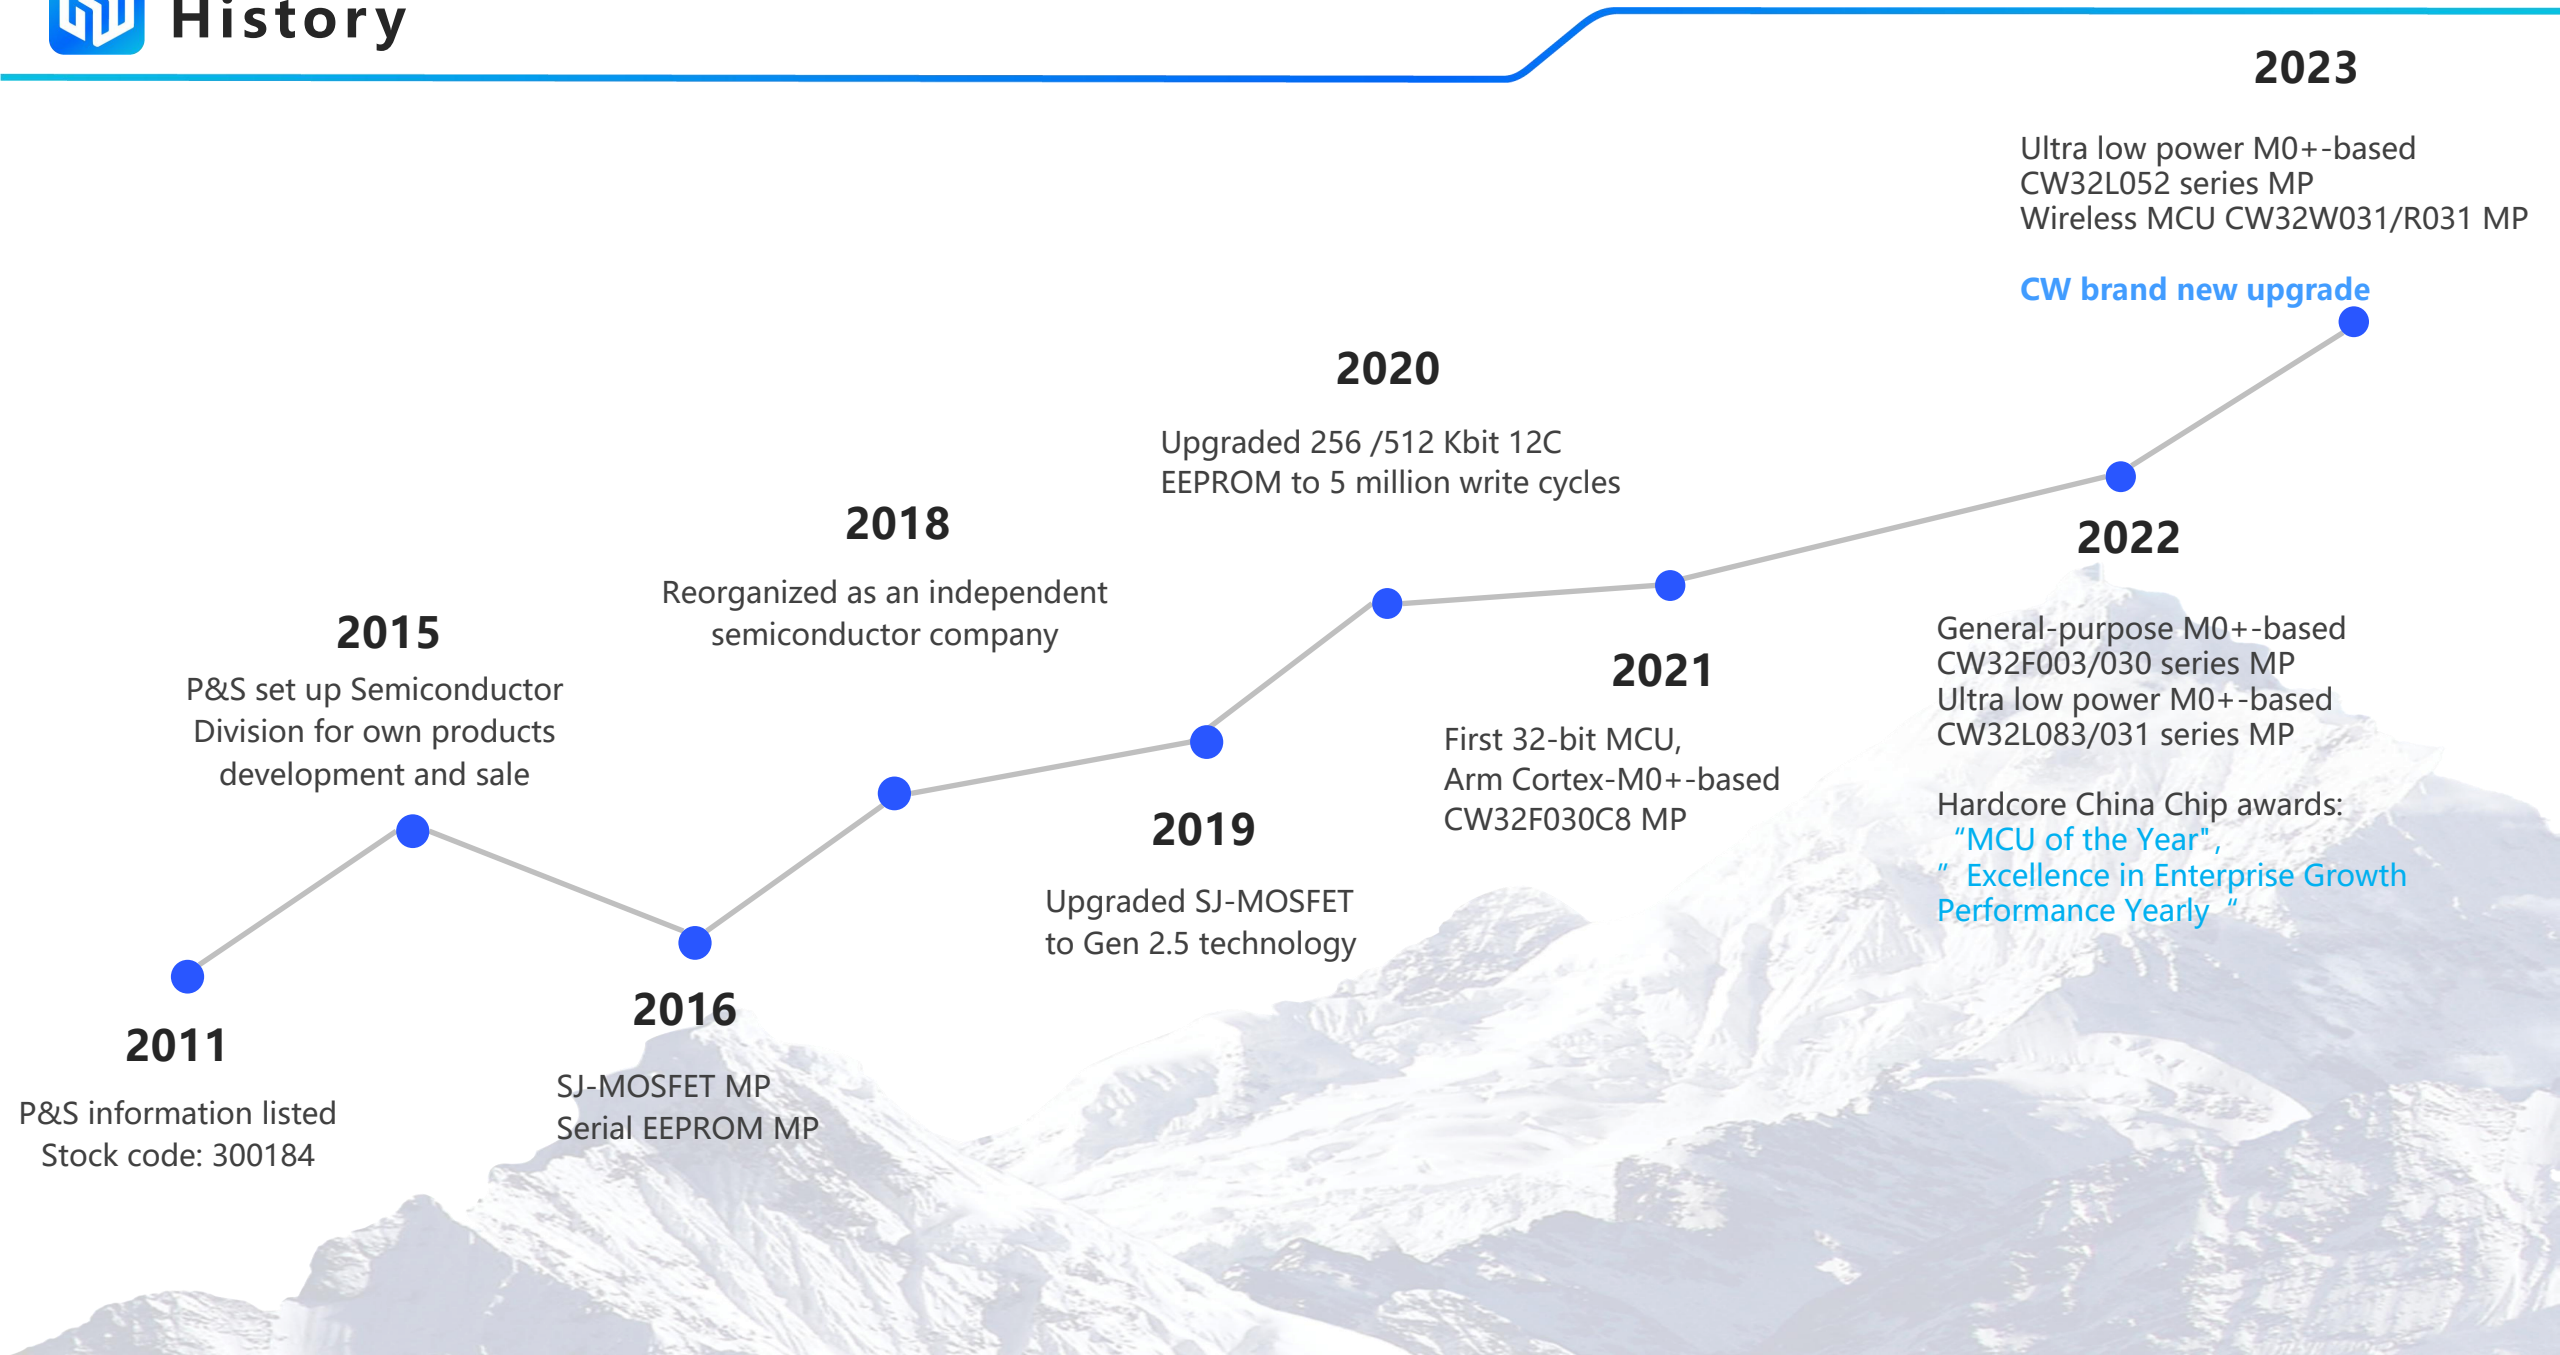 History
2011
P&S information listed
Stock code: 300184
2015
P&S set up Semiconductor
Division for own products
development and sale
2016
SJ-MOSFET MP
Serial EEPROM MP
2018
Reorganized as an independent
semiconductor company
2019
Upgraded SJ-MOSFET
to Gen 2.5 technology
2020
Upgraded 256 /512 Kbit 12C
EEPROM to 5 million write cycles
2021
First 32-bit MCU,
Arm Cortex-M0+-based
CW32F030C8 MP
2022
General-purpose M0+-based
CW32F003/030 series MP
Ultra low power M0+-based
CW32L083/031 series MP
Hardcore China Chip awards:
“MCU of the Year",
” Excellence in Enterprise Growth
Performance Yearly “
2023
Ultra low power M0+-based
CW32L052 series MP
Wireless MCU CW32W031/R031 MP
CW brand new upgrade